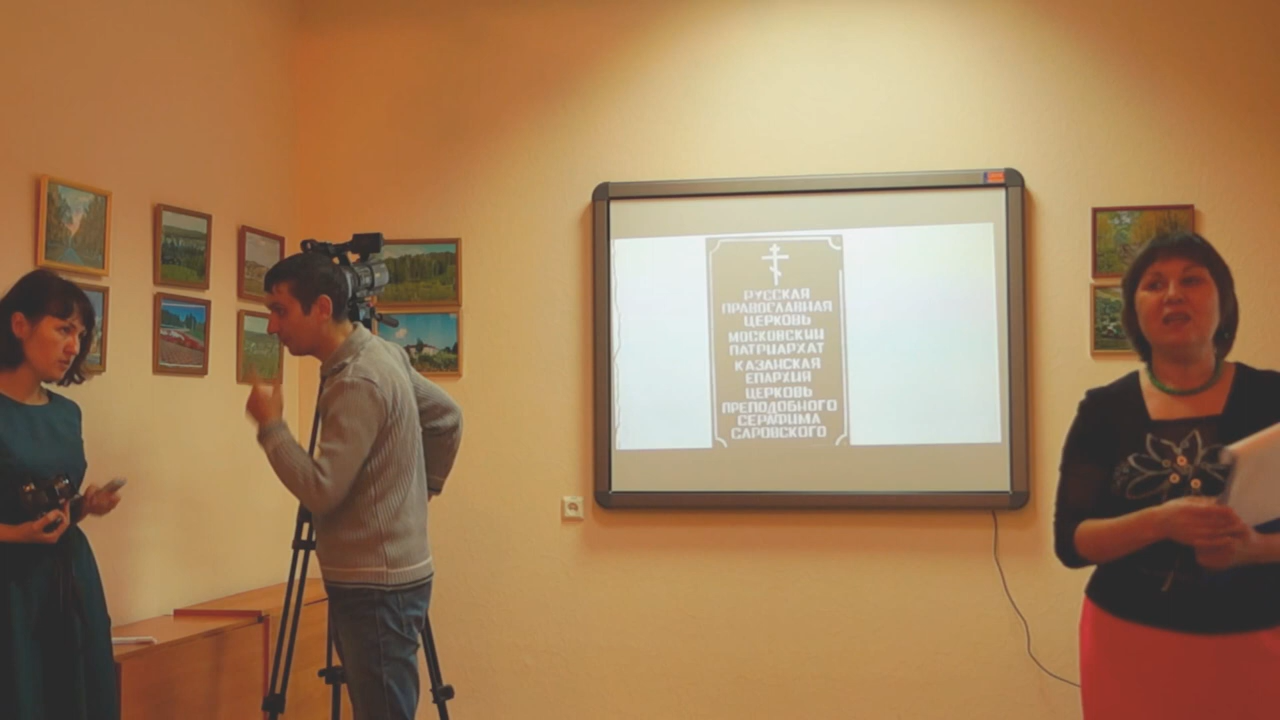 РУССКАЯ
ПРАВОСЛАВНАЯ
ЦЕРКОВЬ
МОСКОВСКИЙ
ПАТРИАРХАТ
КАЗАНСКАЯ
ЕПАРХИЯ
ЦЕРКОВЬ
ПРЕПОДОБНОГО
СЕРАФИМА
САРОВСКОГО